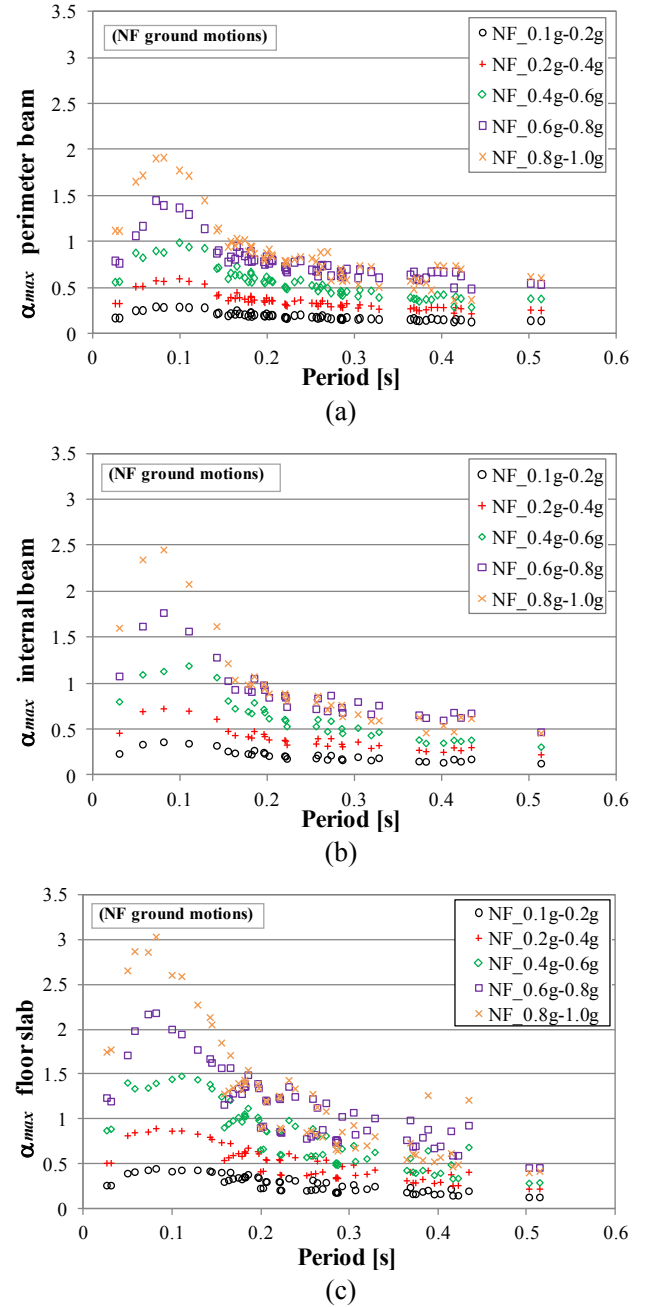 3.5
3
2.5
2
1.5
1
0.5
0
αmax perimeter beam
(NF ground motions)
NF_0.1g-0.2g
NF_0.2g-0.4g
NF_0.4g-0.6g
NF_0.6g-0.8g
NF_0.8g-1.0g
0 0.1 0.2 0.3 0.4 0.5 0.6
Period [s]
(a)
3.5
3
2.5
2
1.5
1
0.5
0
αmax internal beam
(NF ground motions)
NF_0.1g-0.2g
NF_0.2g-0.4g
NF_0.4g-0.6g
NF_0.6g-0.8g
NF_0.8g-1.0g
0 0.1 0.2 0.3 0.4 0.5 0.6
Period [s]
(b)
3.5
3
2.5
2
1.5
1
0.5
0
αmax floor slab
(NF ground motions)
NF_0.1g-0.2g
NF_0.2g-0.4g
NF_0.4g-0.6g
NF_0.6g-0.8g
NF_0.8g-1.0g
0 0.1 0.2 0.3 0.4 0.5 0.6
Period [s]
(c)